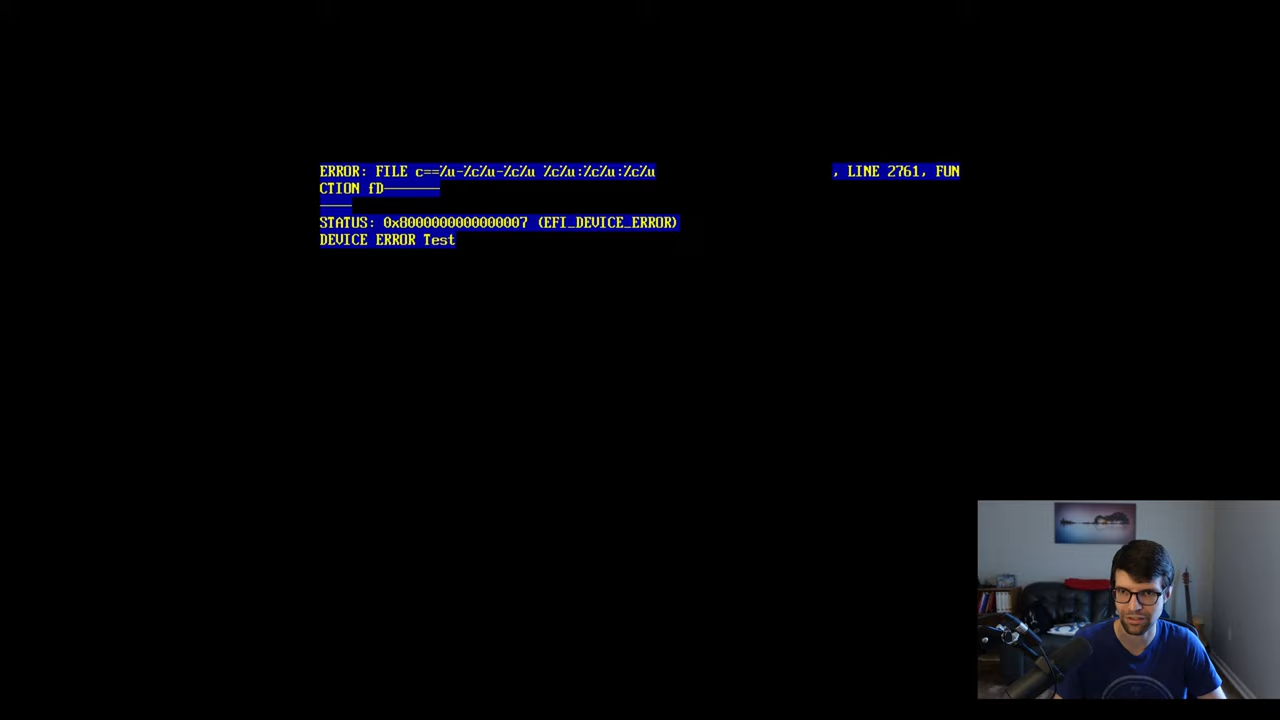 ERROR: FILE c==%u-%c%u-%c%u %c%u:%c%u:%c%u , LINE 2761, FUN
CTION fD───────
────
STATUS: 0x8000000000000007 (EFI_DEVICE_ERROR)
DEVICE ERROR Test